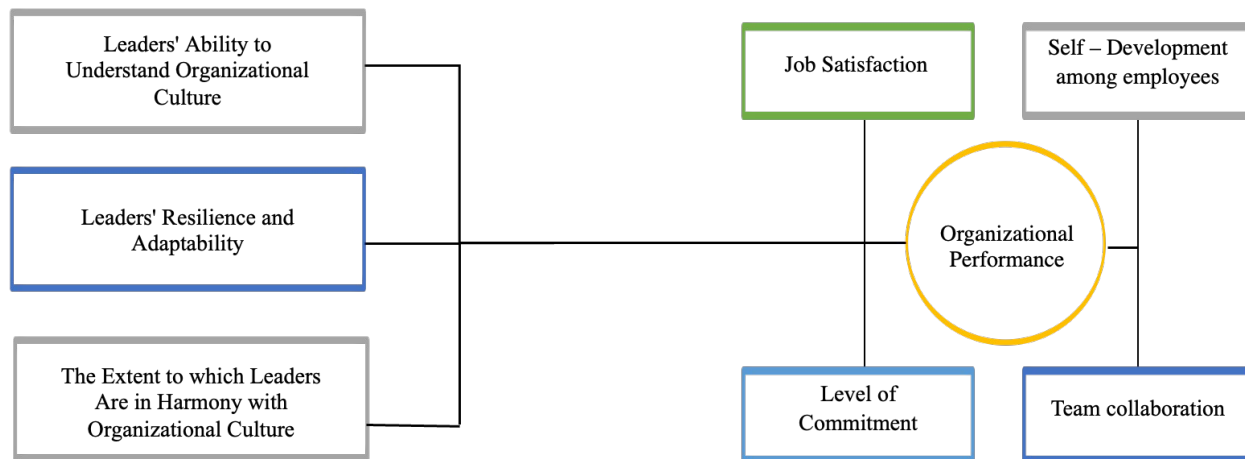 Leaders' Ability to
Understand Organizational
Culture
Leaders' Resilience and
Adaptability
The Extent to which Leaders
Are in Harmony with
Organizational Culture
Job Satisfaction
Self – Development
among employees
Organizational
Performance
Level of
Commitment
Team collaboration